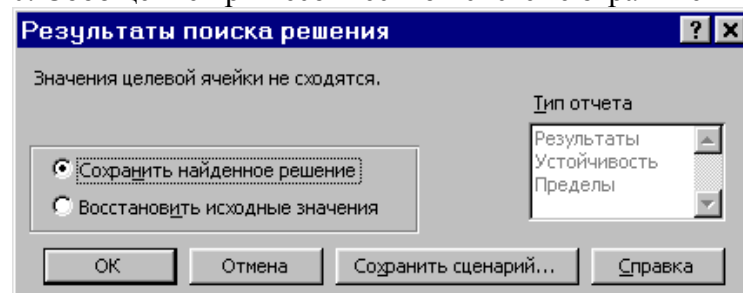 Результаты поиска решения
Значения целевой ячейки не сходятся.
Тип отчета
Результаты
Устойчивость
Пределы
Сохранить найденное решение
Восстановить исходные значения
ОК
Отмена
Сохранить сценарий...
Справка